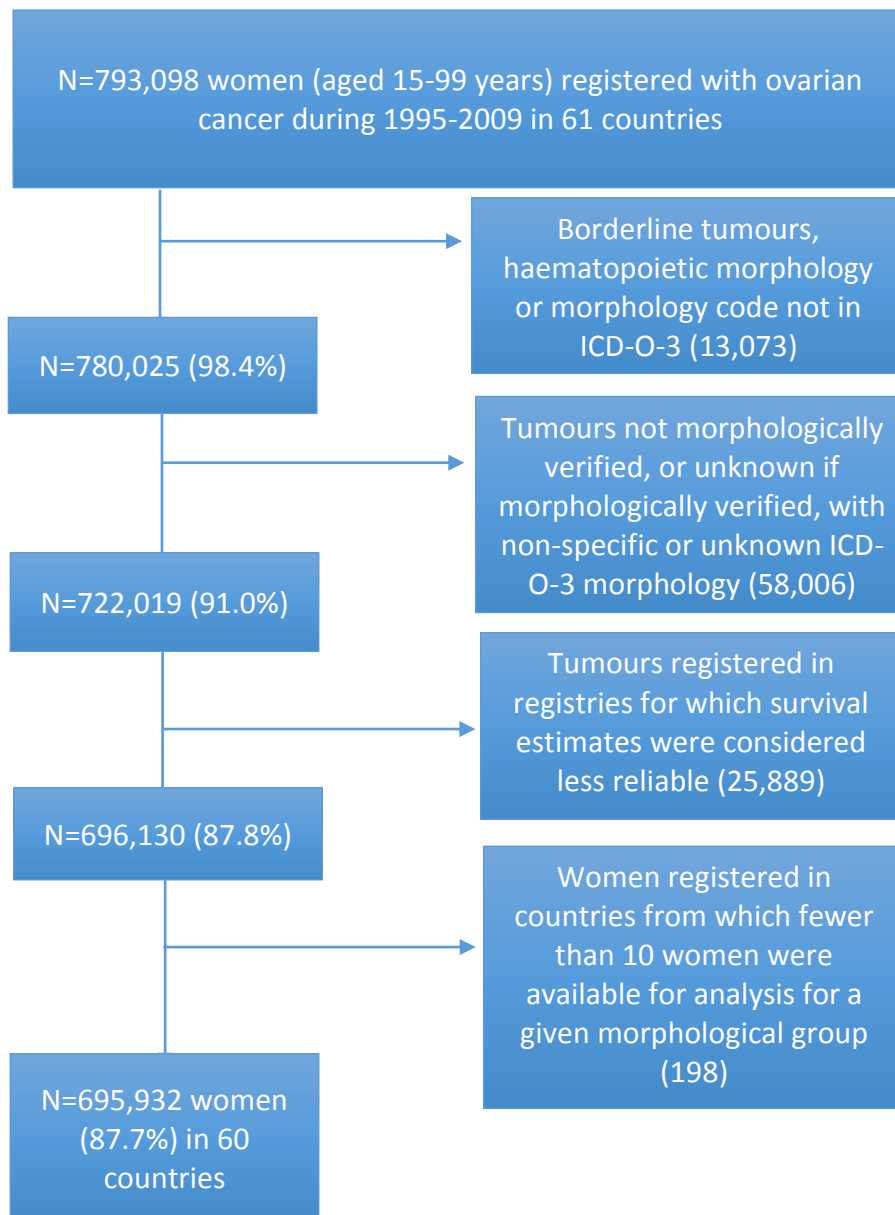 N=793,098 women (aged 15-99 years) registered with ovarian
cancer during 1995-2009 in 61 countries
Borderline tumours,
haematopoietic morphology
or morphology code not in
ICD-O-3 (13,073)
N=780,025 (98.4%)
Tumours not morphologically
verified, or unknown if
morphologically verified, with
non-specific or unknown ICD-
O-3 morphology (58,006)
N=722,019 (91.0%)
Tumours registered in
registries for which survival
estimates were considered
less reliable (25,889)
N=696,130 (87.8%)
Women registered in
countries from which fewer
than 10 women were
available for analysis for a
given morphological group
(198)
N=695,932 women
(87.7%) in 60
countries